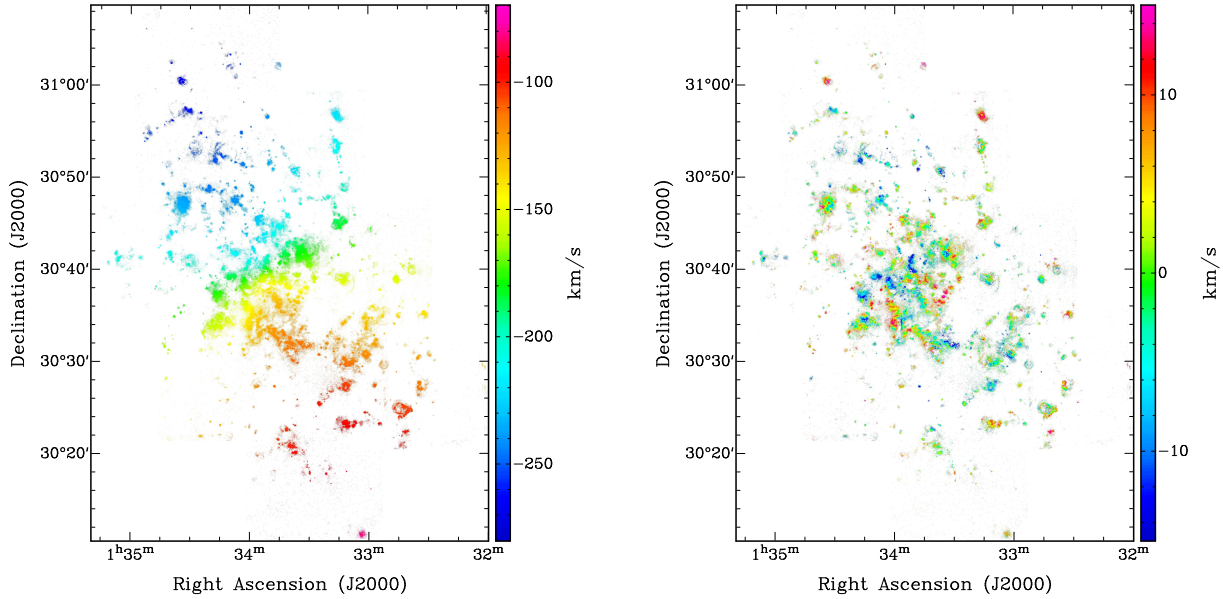 31°00′
30°50′
30°40′
30°30′
30°20′
Declination (J2000)
1ʰ35ᵐ
34ᵐ
33ᵐ
32ᵐ
Right Ascension (J2000)
−100
−150
−200
−250
km/s
31°00′
30°50′
30°40′
30°30′
30°20′
Declination (J2000)
1ʰ35ᵐ
34ᵐ
33ᵐ
32ᵐ
Right Ascension (J2000)
10
0
−10
km/s